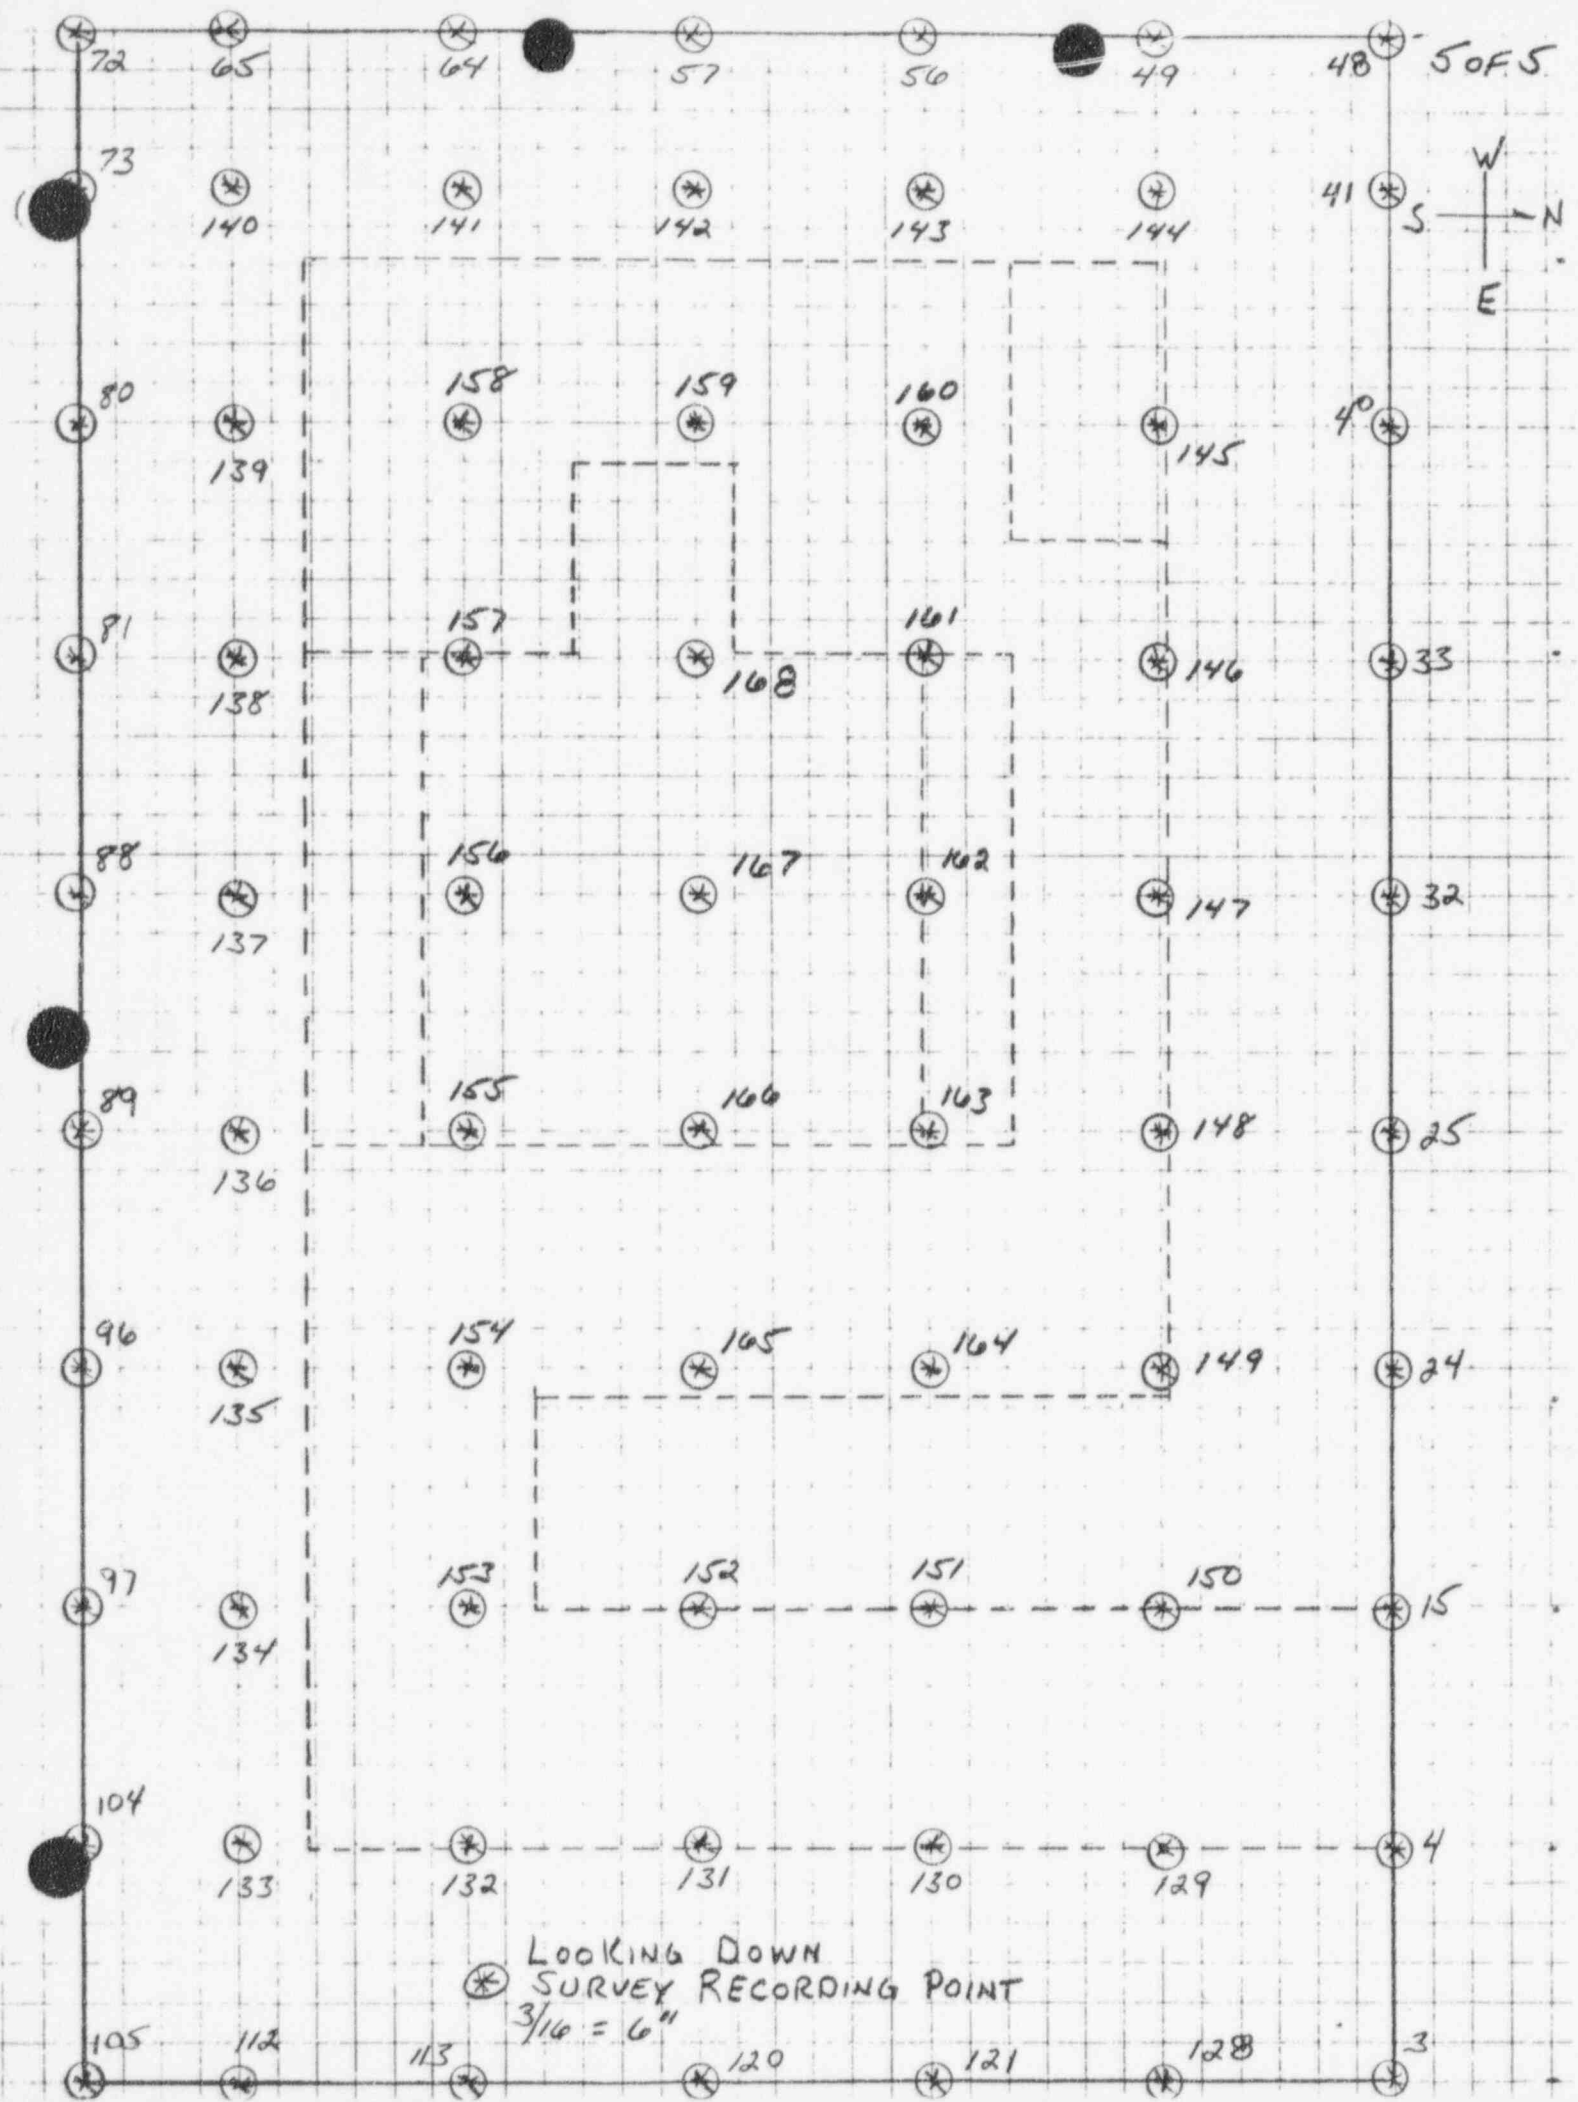 72 65 64 57 56 49 48 5 OF 5
73 41
140 141 142 143 144
W
S N
E
80 158 159 160 40
139 145
81 157 161
138 168 146 33
88 156 167 162 32
137 147
89 155 166 163 148 25
136
96 154 165 164 149 24
135
97 153 152 151 150 15
134
104 4
133 132 131 130 129
LOOKING DOWN
SURVEY RECORDING POINT
3/16 = 6"
105 112 113 120 121 128 3